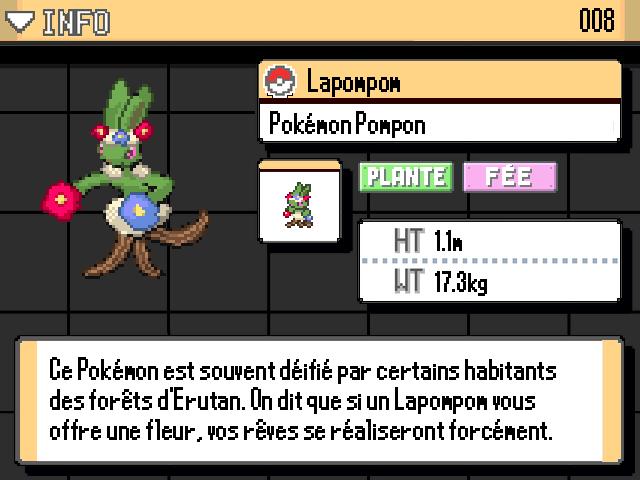 INFO
008
Lapompom
Pokémon Pompon
PLANTE
FÉE
HT 1.1m
WT 17.3kg
Ce Pokémon est souvent déifié par certains habitants
des forêts d'Erutan. On dit que si un Lapompom vous
offre une fleur, vos rêves se réaliseront forcément.